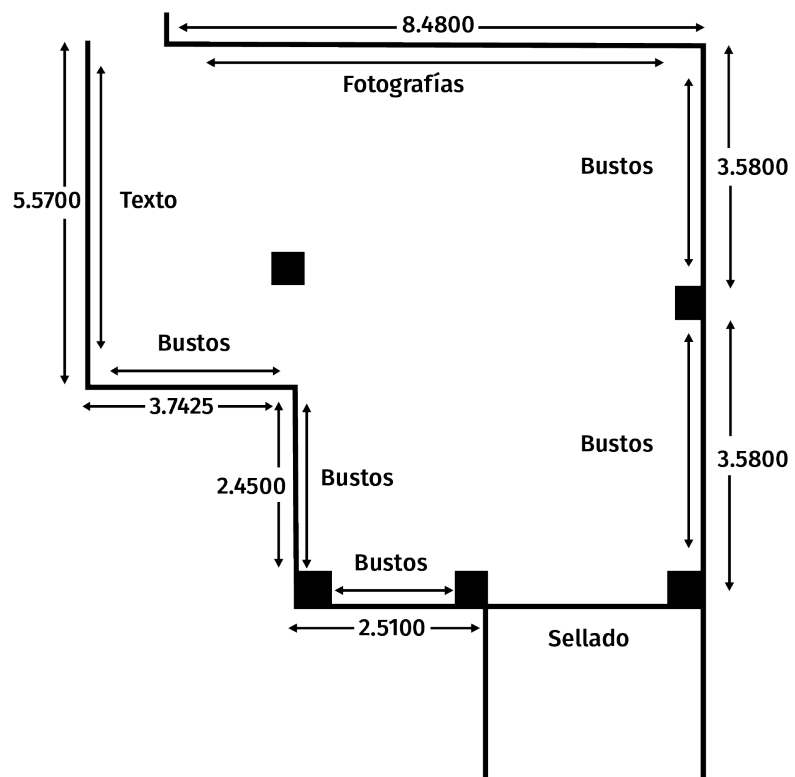 8.4800
Fotografías
Bustos
3.5800
5.5700
Texto
Bustos
3.7425
Bustos
3.5800
Bustos
2.4500
Bustos
2.5100
Sellado